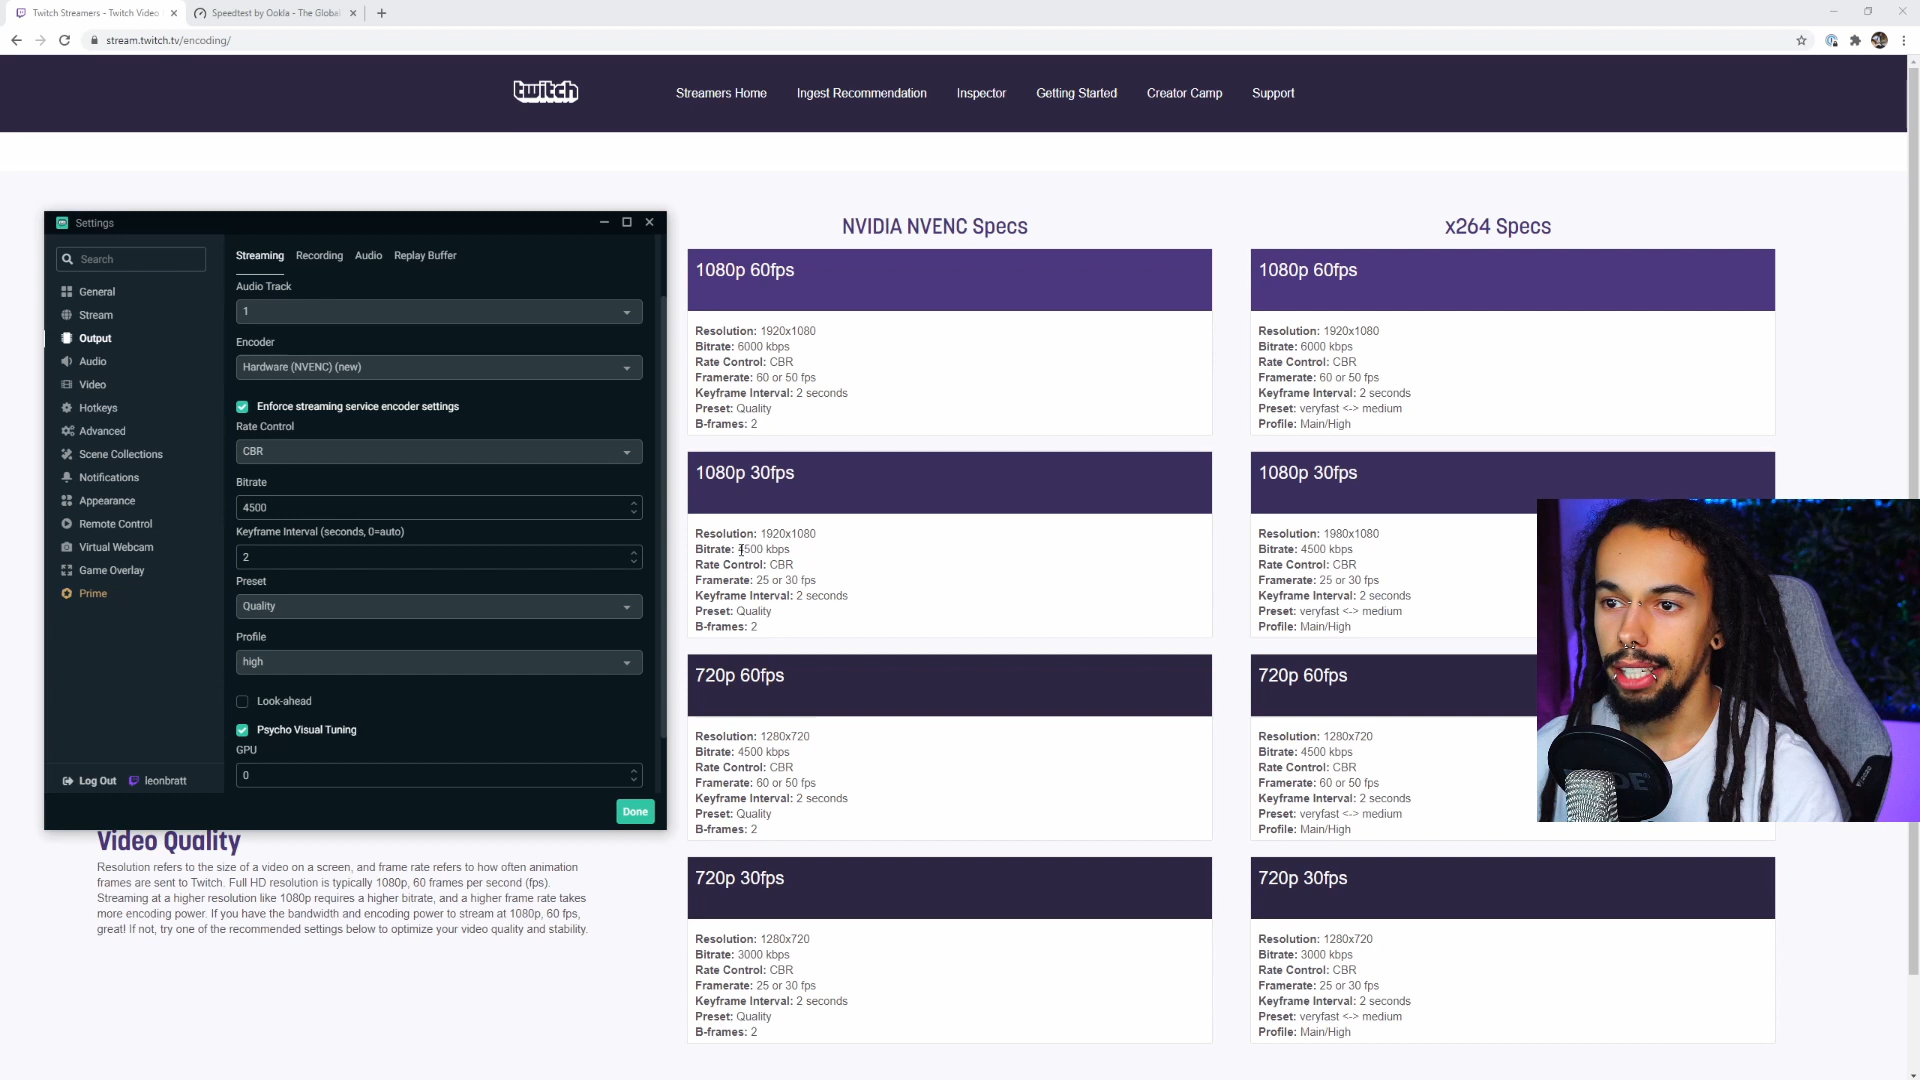 Twitch Streamers - Twitch Video
Speedtest by Ookla - The Global
stream.twitch.tv/encoding/
twitch
Streamers Home
Ingest Recommendation
Inspector
Getting Started
Creator Camp
Support
Settings
Search
General
Stream
Output
Audio
Video
Hotkeys
Advanced
Scene Collections
Notifications
Appearance
Remote Control
Virtual Webcam
Game Overlay
Prime
Log Out
leonbratt
Streaming
Recording
Audio
Replay Buffer
Audio Track
1
Encoder
Hardware (NVENC) (new)
Enforce streaming service encoder settings
Rate Control
CBR
Bitrate
4500
Keyframe Interval (seconds, 0=auto)
2
Preset
Quality
Profile
high
Look-ahead
Psycho Visual Tuning
GPU
0
Done
Video Quality
Resolution refers to the size of a video on a screen, and frame rate refers to how often animation
frames are sent to Twitch. Full HD resolution is typically 1080p, 60 frames per second (fps).
Streaming at a higher resolution like 1080p requires a higher bitrate, and a higher frame rate takes
more encoding power. If you have the bandwidth and encoding power to stream at 1080p, 60 fps,
great! If not, try one of the recommended settings below to optimize your video quality and stability.
NVIDIA NVENC Specs
1080p 60fps
Resolution: 1920x1080
Bitrate: 6000 kbps
Rate Control: CBR
Framerate: 60 or 50 fps
Keyframe Interval: 2 seconds
Preset: Quality
B-frames: 2
1080p 30fps
Resolution: 1920x1080
Bitrate: 4500 kbps
Rate Control: CBR
Framerate: 25 or 30 fps
Keyframe Interval: 2 seconds
Preset: Quality
B-frames: 2
720p 60fps
Resolution: 1280x720
Bitrate: 4500 kbps
Rate Control: CBR
Framerate: 60 or 50 fps
Keyframe Interval: 2 seconds
Preset: Quality
B-frames: 2
720p 30fps
Resolution: 1280x720
Bitrate: 3000 kbps
Rate Control: CBR
Framerate: 25 or 30 fps
Keyframe Interval: 2 seconds
Preset: Quality
B-frames: 2
x264 Specs
1080p 60fps
Resolution: 1920x1080
Bitrate: 6000 kbps
Rate Control: CBR
Framerate: 60 or 50 fps
Keyframe Interval: 2 seconds
Preset: veryfast <-> medium
Profile: Main/High
1080p 30fps
Resolution: 1980x1080
Bitrate: 4500 kbps
Rate Control: CBR
Framerate: 25 or 30 fps
Keyframe Interval: 2 seconds
Preset: veryfast <-> medium
Profile: Main/High
720p 60fps
Resolution: 1280x720
Bitrate: 4500 kbps
Rate Control: CBR
Framerate: 60 or 50 fps
Keyframe Interval: 2 seconds
Preset: veryfast <-> medium
Profile: Main/High
720p 30fps
Resolution: 1280x720
Bitrate: 3000 kbps
Rate Control: CBR
Framerate: 25 or 30 fps
Keyframe Interval: 2 seconds
Preset: veryfast <-> medium
Profile: Main/High